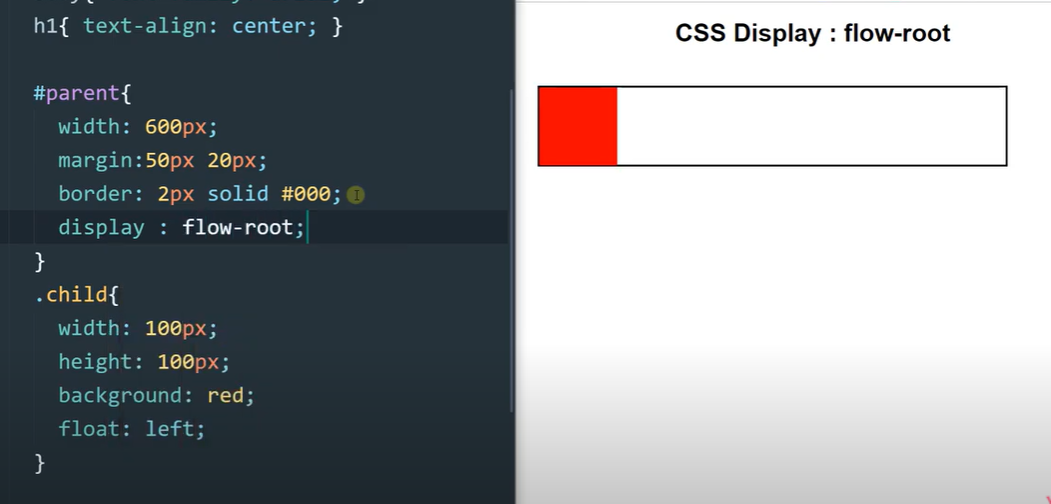 h1{ text-align: center; }
CSS Display : flow-root
#parent{
width: 600px;
margin:50px 20px;
border: 2px solid #000;
display : flow-root;
}
.child{
width: 100px;
height: 100px;
background: red;
float: left;
}